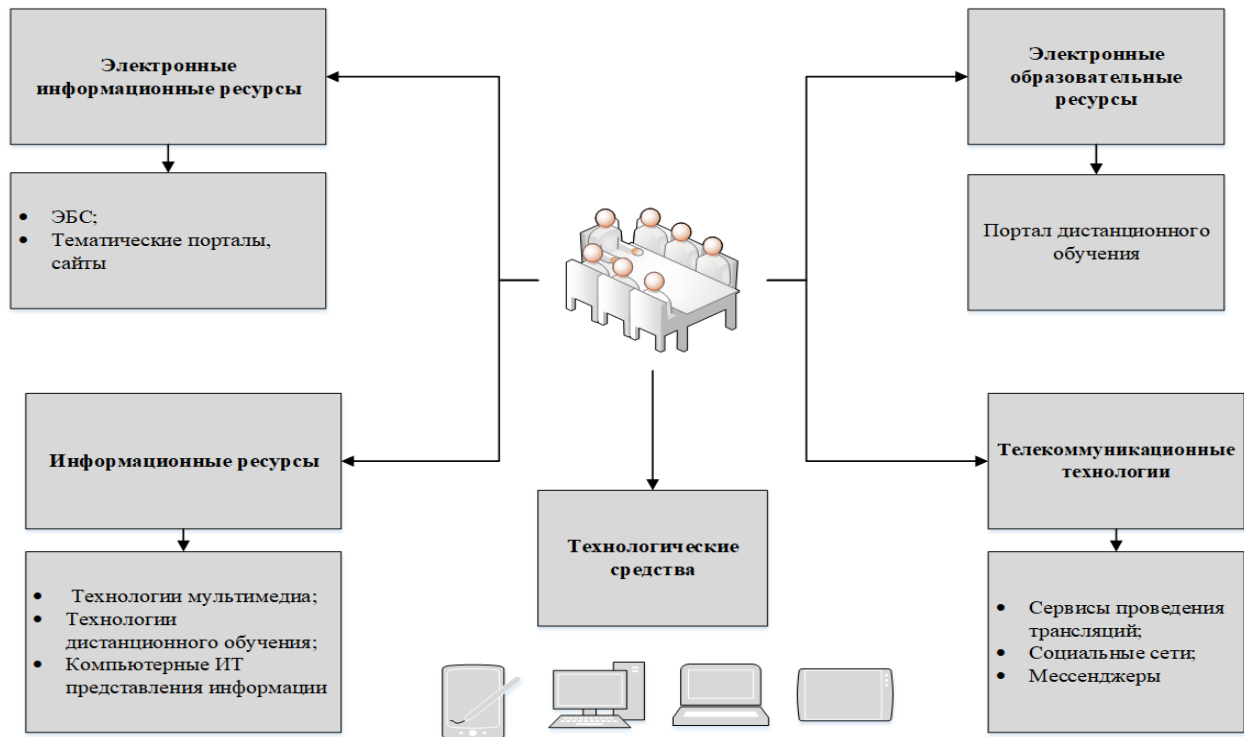 Электронные
информационные ресурсы
• ЭБС;
• Тематические порталы,
сайты
Электронные
образовательные
ресурсы
Портал дистанционного
обучения
Информационные ресурсы
• Технологии мультимедиа;
• Технологии
дистанционного обучения;
• Компьютерные ИТ
представления информации
Технологические
средства
Телекоммуникационные
технологии
• Сервисы проведения
трансляций;
• Социальные сети;
• Мессенджеры